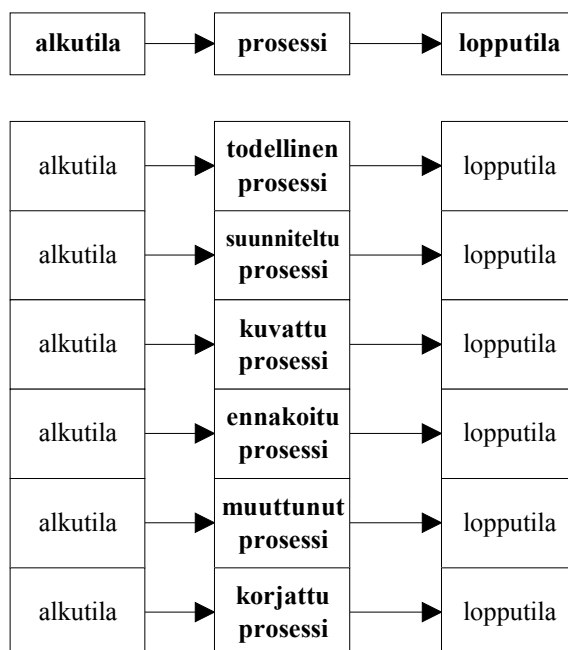 alkutila prosessi lopputila
alkutila todellinen prosessi lopputila
alkutila suunniteltu prosessi lopputila
alkutila kuvattu prosessi lopputila
alkutila ennakoitu prosessi lopputila
alkutila muuttunut prosessi lopputila
alkutila korjattu prosessi lopputila